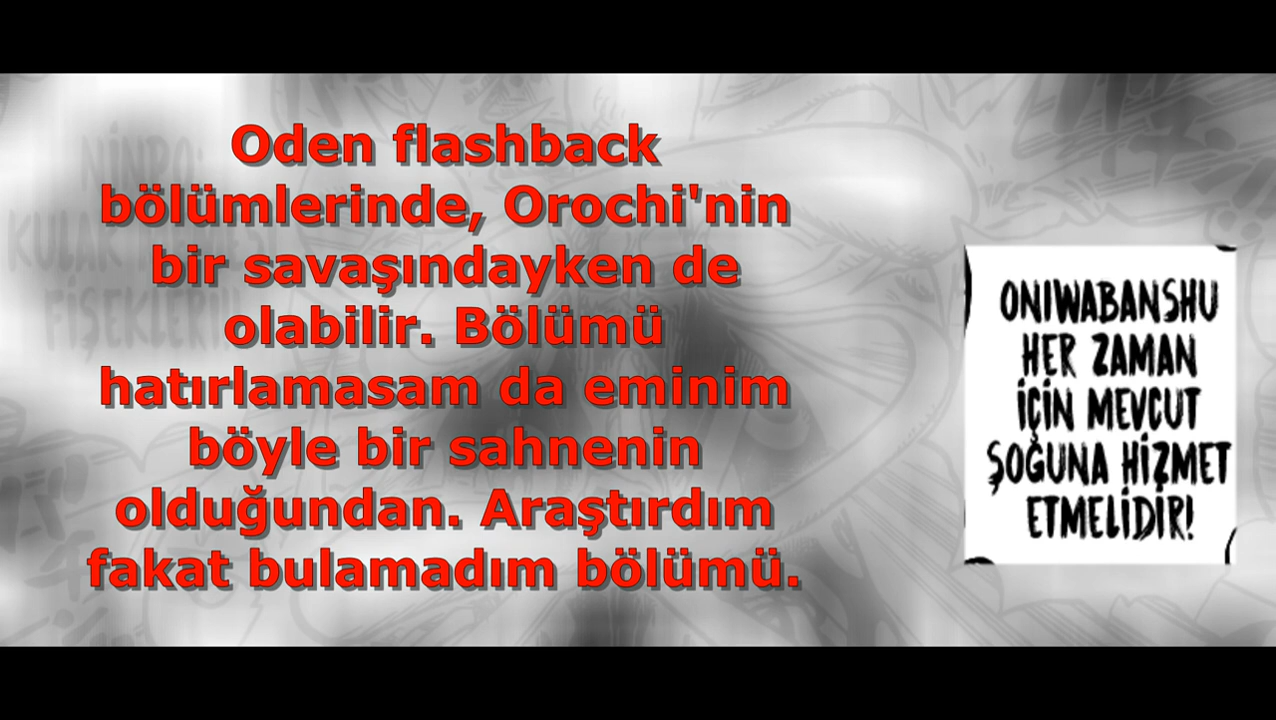 Oden flashback
bölümlerinde, Orochi'nin
bir savaşındayken de
olabilir. Bölümü
hatırlamasam da eminim
böyle bir sahnenin
olduğundan. Araştırdım
fakat bulamadım bölümü.
ONIWABANSHU
HER ZAMAN
İÇİN MEVCUT
ŞOĞUNA HİZMET
ETMELİDİR!